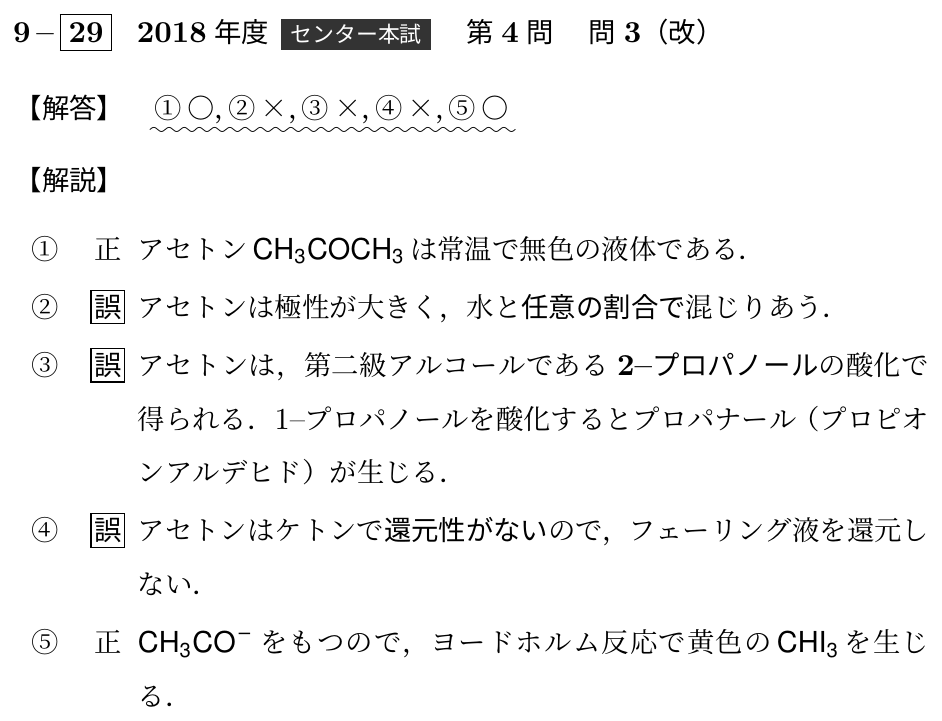 9−29 2018 年度 センター本試 第 4 問 問 3（改）
【解答】 ① ○, ② ×, ③ ×, ④ ×, ⑤ ○
【解説】
① 正 アセトン CH₃COCH₃ は常温で無色の液体である．
② 誤 アセトンは極性が大きく，水と任意の割合で混じりあう．
③ 誤 アセトンは，第二級アルコールである 2−プロパノールの酸化で
得られる．1−プロパノールを酸化するとプロパナール（プロピオ
ンアルデヒド）が生じる．
④ 誤 アセトンはケトンで還元性がないので，フェーリング液を還元し
ない．
⑤ 正 CH₃CO⁻ をもつので，ヨードホルム反応で黄色の CHI₃ を生じ
る．